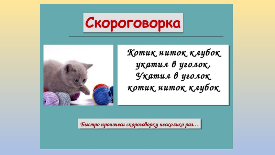 Скороговорка
Котик ниток клубок
укатил в уголок.
Укатил в уголок
котик ниток клубок
Быстро произнеси скороговорку несколько раз...